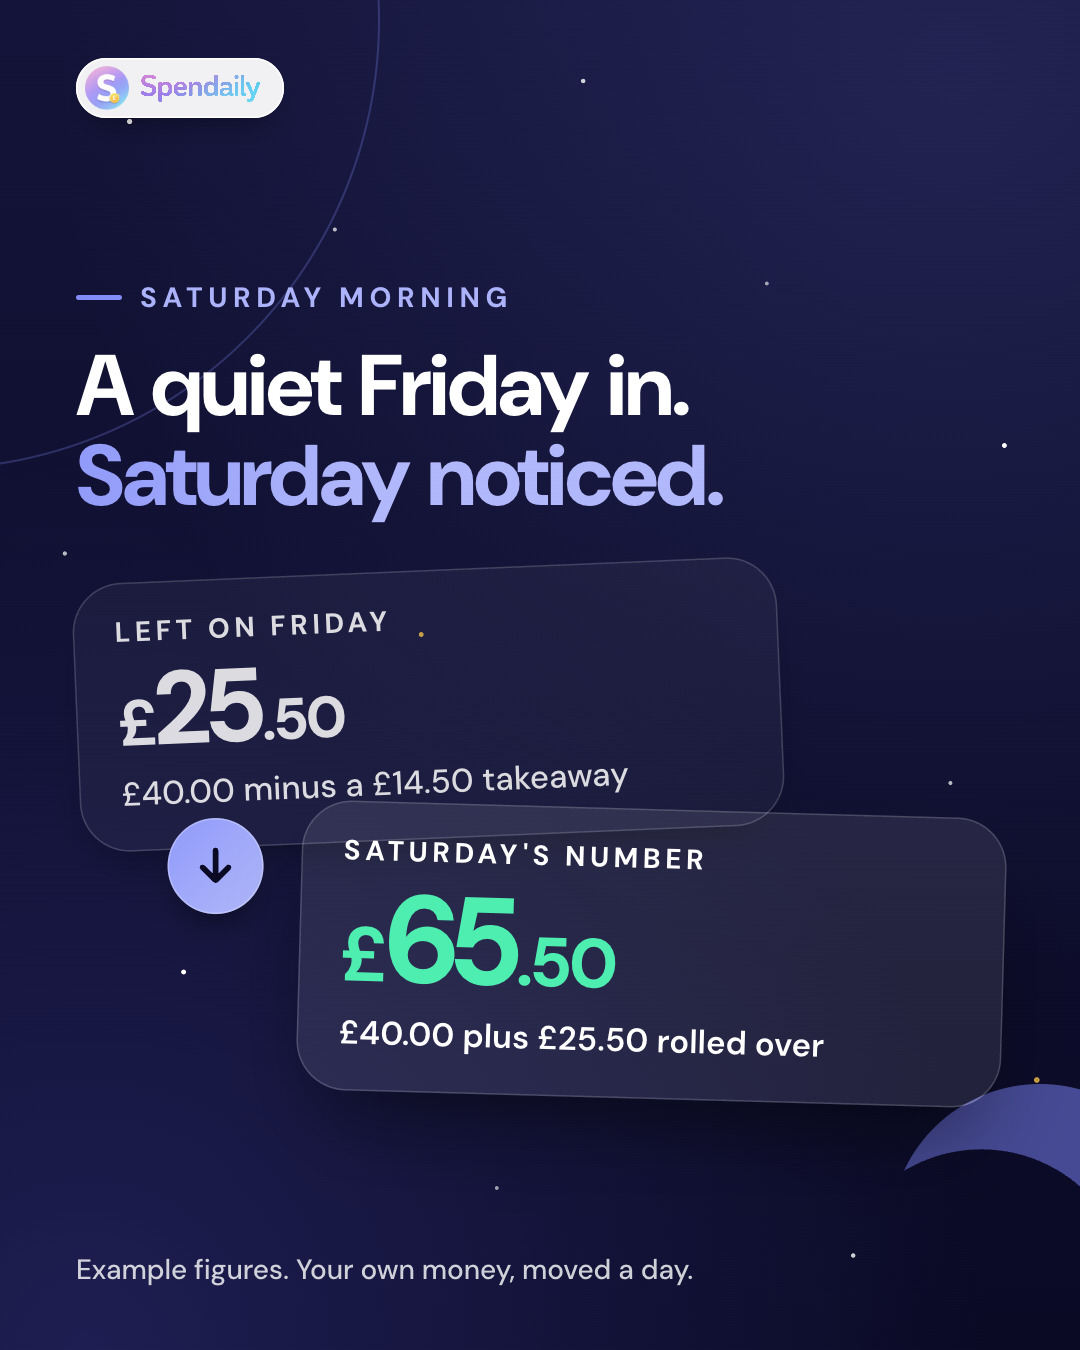 Spendaily
SATURDAY MORNING
A quiet Friday in.
Saturday noticed.
LEFT ON FRIDAY
£25.50
£40.00 minus a £14.50 takeaway
SATURDAY'S NUMBER
£65.50
£40.00 plus £25.50 rolled over
Example figures. Your own money, moved a day.